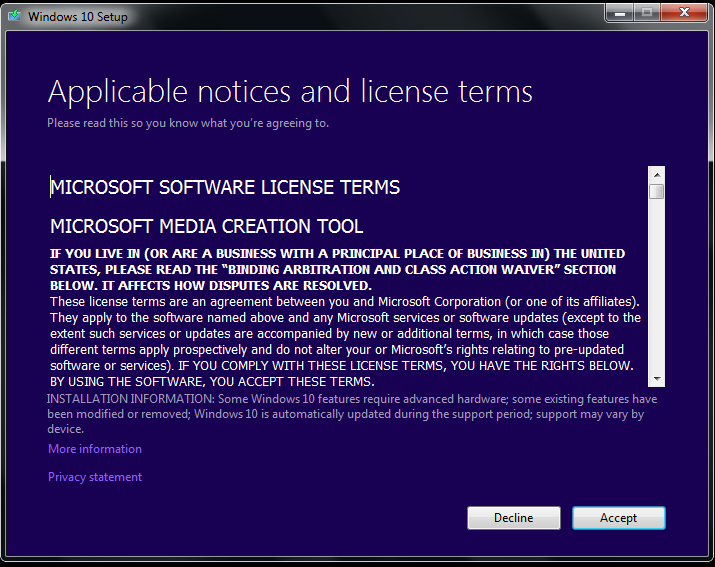 Windows 10 Setup
Applicable notices and license terms
Please read this so you know what you're agreeing to.
MICROSOFT SOFTWARE LICENSE TERMS
MICROSOFT MEDIA CREATION TOOL
IF YOU LIVE IN (OR ARE A BUSINESS WITH A PRINCIPAL PLACE OF BUSINESS IN) THE UNITED
STATES, PLEASE READ THE “BINDING ARBITRATION AND CLASS ACTION WAIVER” SECTION
BELOW. IT AFFECTS HOW DISPUTES ARE RESOLVED.
These license terms are an agreement between you and Microsoft Corporation (or one of its affiliates).
They apply to the software named above and any Microsoft services or software updates (except to the
extent such services or updates are accompanied by new or additional terms, in which case those
different terms apply prospectively and do not alter your or Microsoft’s rights relating to pre-updated
software or services). IF YOU COMPLY WITH THESE LICENSE TERMS, YOU HAVE THE RIGHTS BELOW.
BY USING THE SOFTWARE, YOU ACCEPT THESE TERMS.
INSTALLATION INFORMATION: Some Windows 10 features require advanced hardware; some existing features have
been modified or removed; Windows 10 is automatically updated during the support period; support may vary by
device.
More information
Privacy statement
Decline
Accept